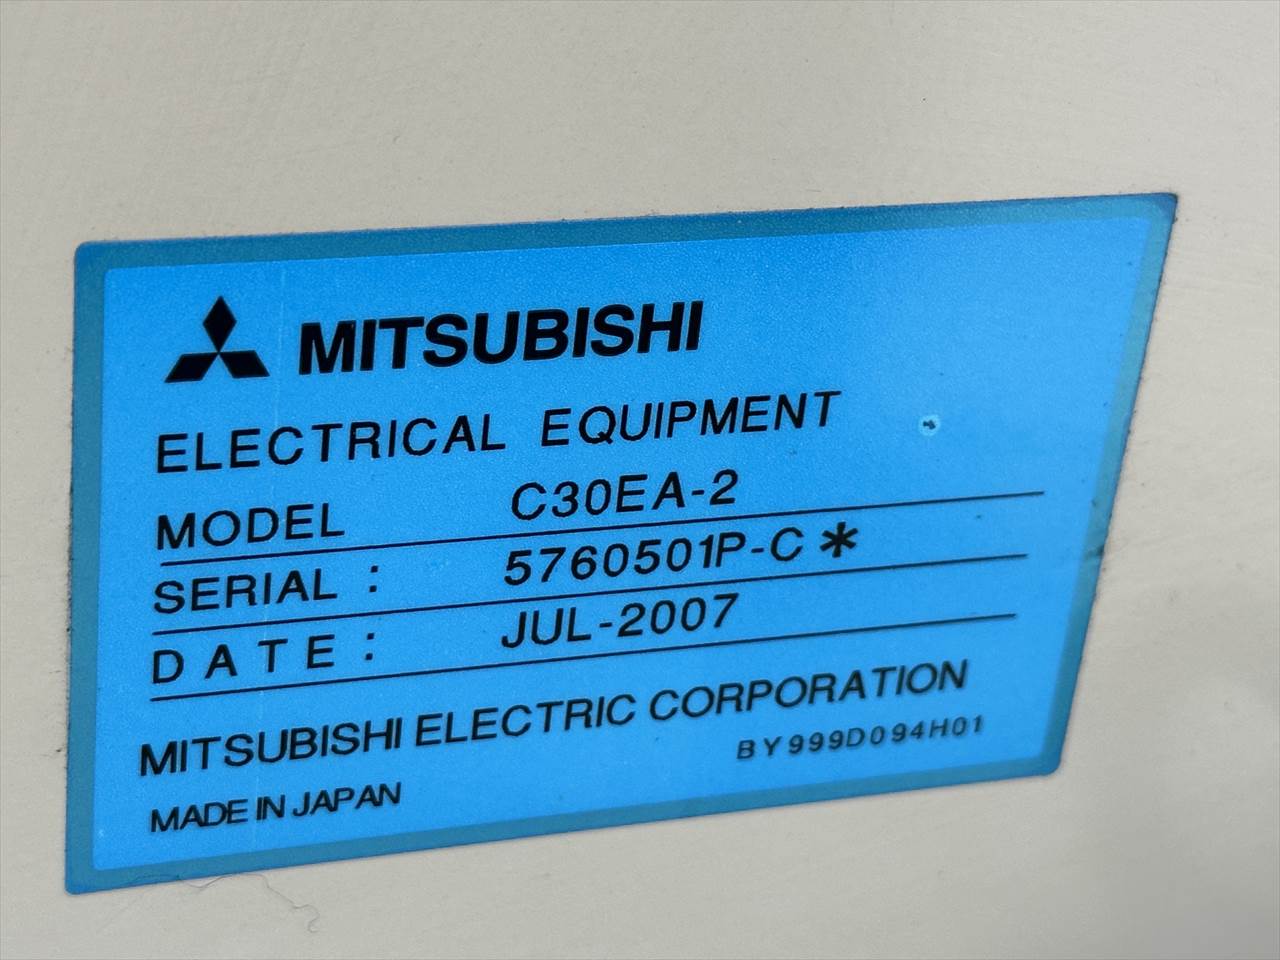 MITSUBISHI
ELECTRICAL EQUIPMENT
MODEL C30EA-2
SERIAL : 5760501P-C*
DATE : JUL-2007
MITSUBISHI ELECTRIC CORPORATION
BY999D094H01
MADE IN JAPAN